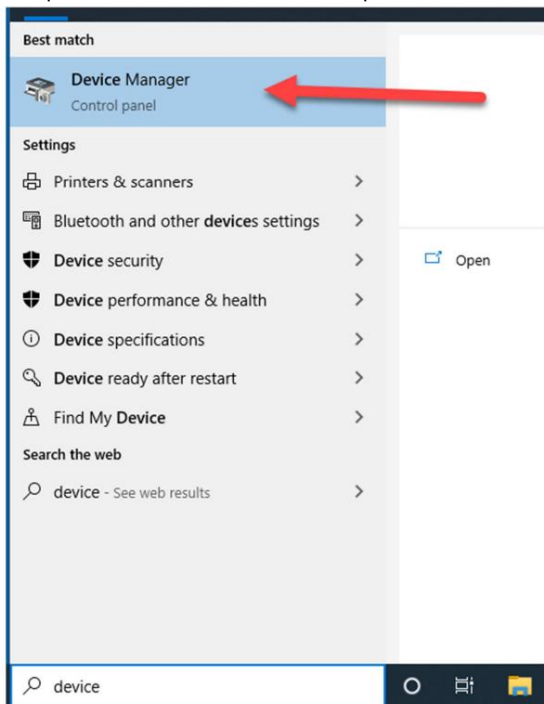 Best match
Device Manager
Control panel
Settings
Printers & scanners
Bluetooth and other devices settings
Device security
Open
Device performance & health
Device specifications
Device ready after restart
Find My Device
Search the web
device - See web results
device